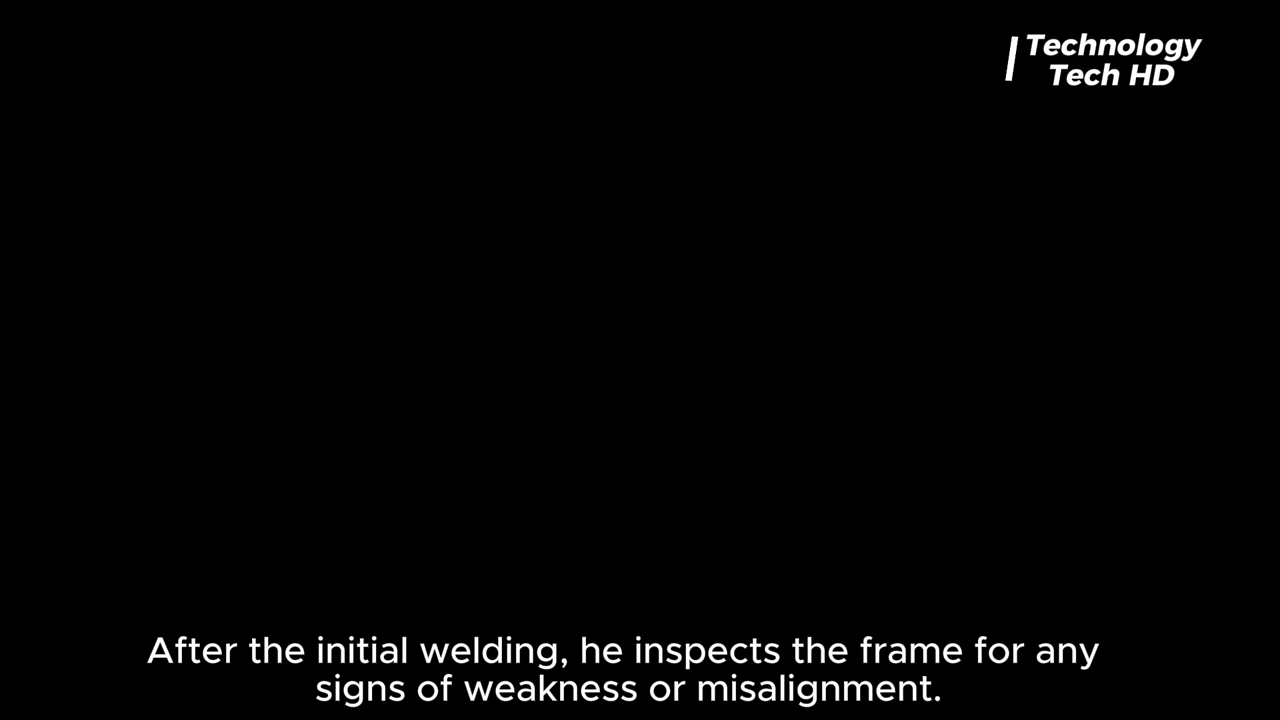 Technology
Tech HD
After the initial welding, he inspects the frame for any
signs of weakness or misalignment.